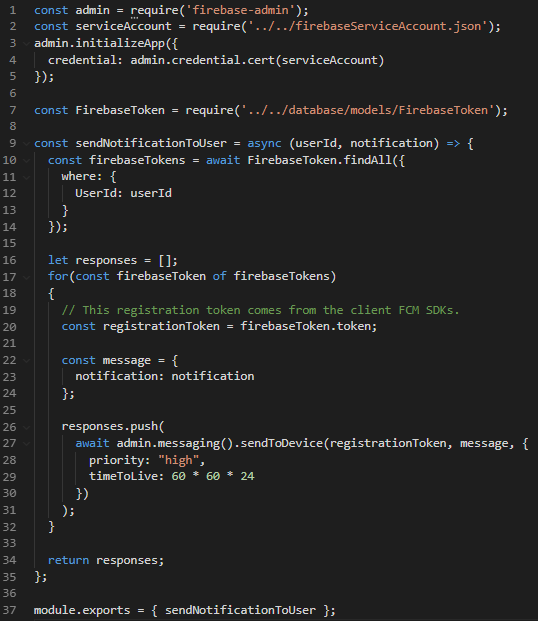 1 const admin = require('firebase-admin');
2 const serviceAccount = require('../../firebaseServiceAccount.json');
3 admin.initializeApp({
4   credential: admin.credential.cert(serviceAccount)
5 });
6
7 const FirebaseToken = require('../../database/models/FirebaseToken');
8
9 const sendNotificationToUser = async (userId, notification) => {
10   const firebaseTokens = await FirebaseToken.findAll({
11     where: {
12       UserId: userId
13     }
14   });
15
16   let responses = [];
17   for(const firebaseToken of firebaseTokens)
18   {
19     // This registration token comes from the client FCM SDKs.
20     const registrationToken = firebaseToken.token;
21
22     const message = {
23       notification: notification
24     };
25
26     responses.push(
27       await admin.messaging().sendToDevice(registrationToken, message, {
28         priority: "high",
29         timeToLive: 60 * 60 * 24
30       })
31     );
32   }
33
34   return responses;
35 };
36
37 module.exports = { sendNotificationToUser };